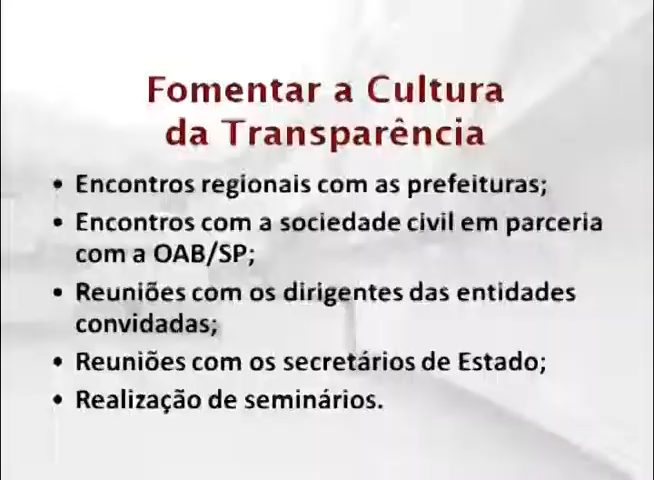 Fomentar a Cultura
da Transparência
• Encontros regionais com as prefeituras;
• Encontros com a sociedade civil em parceria
com a OAB/SP;
• Reuniões com os dirigentes das entidades
convidadas;
• Reuniões com os secretários de Estado;
• Realização de seminários.